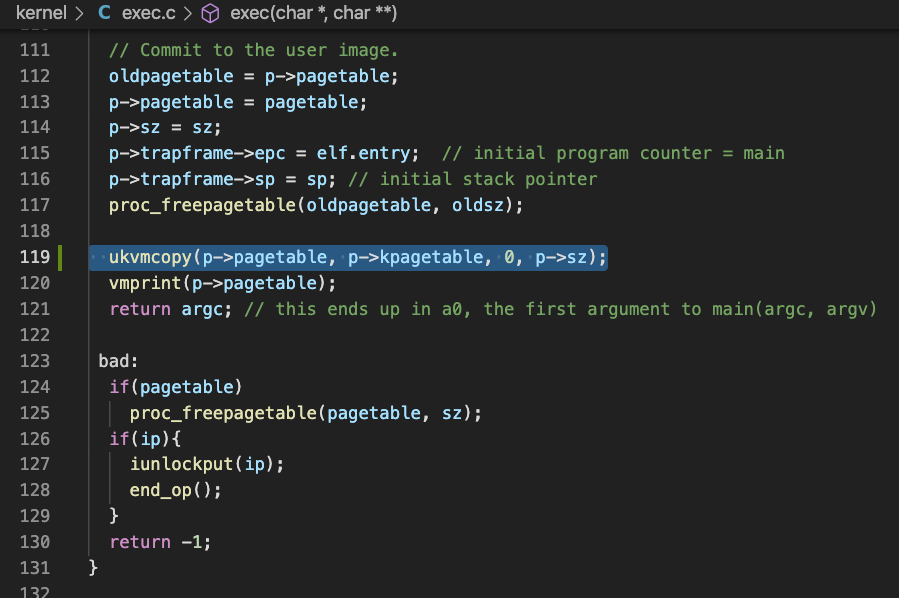 kernel > C exec.c > exec(char *, char **)
111 // Commit to the user image.
112 oldpagetable = p->pagetable;
113 p->pagetable = pagetable;
114 p->sz = sz;
115 p->trapframe->epc = elf.entry;  // initial program counter = main
116 p->trapframe->sp = sp; // initial stack pointer
117 proc_freepagetable(oldpagetable, oldsz);
118
119 ukvmcopy(p->pagetable, p->kpagetable, 0, p->sz);
120 vmprint(p->pagetable);
121 return argc; // this ends up in a0, the first argument to main(argc, argv)
122
123 bad:
124 if(pagetable)
125 proc_freepagetable(pagetable, sz);
126 if(ip){
127 iunlockput(ip);
128 end_op();
129 }
130 return -1;
131 }
132